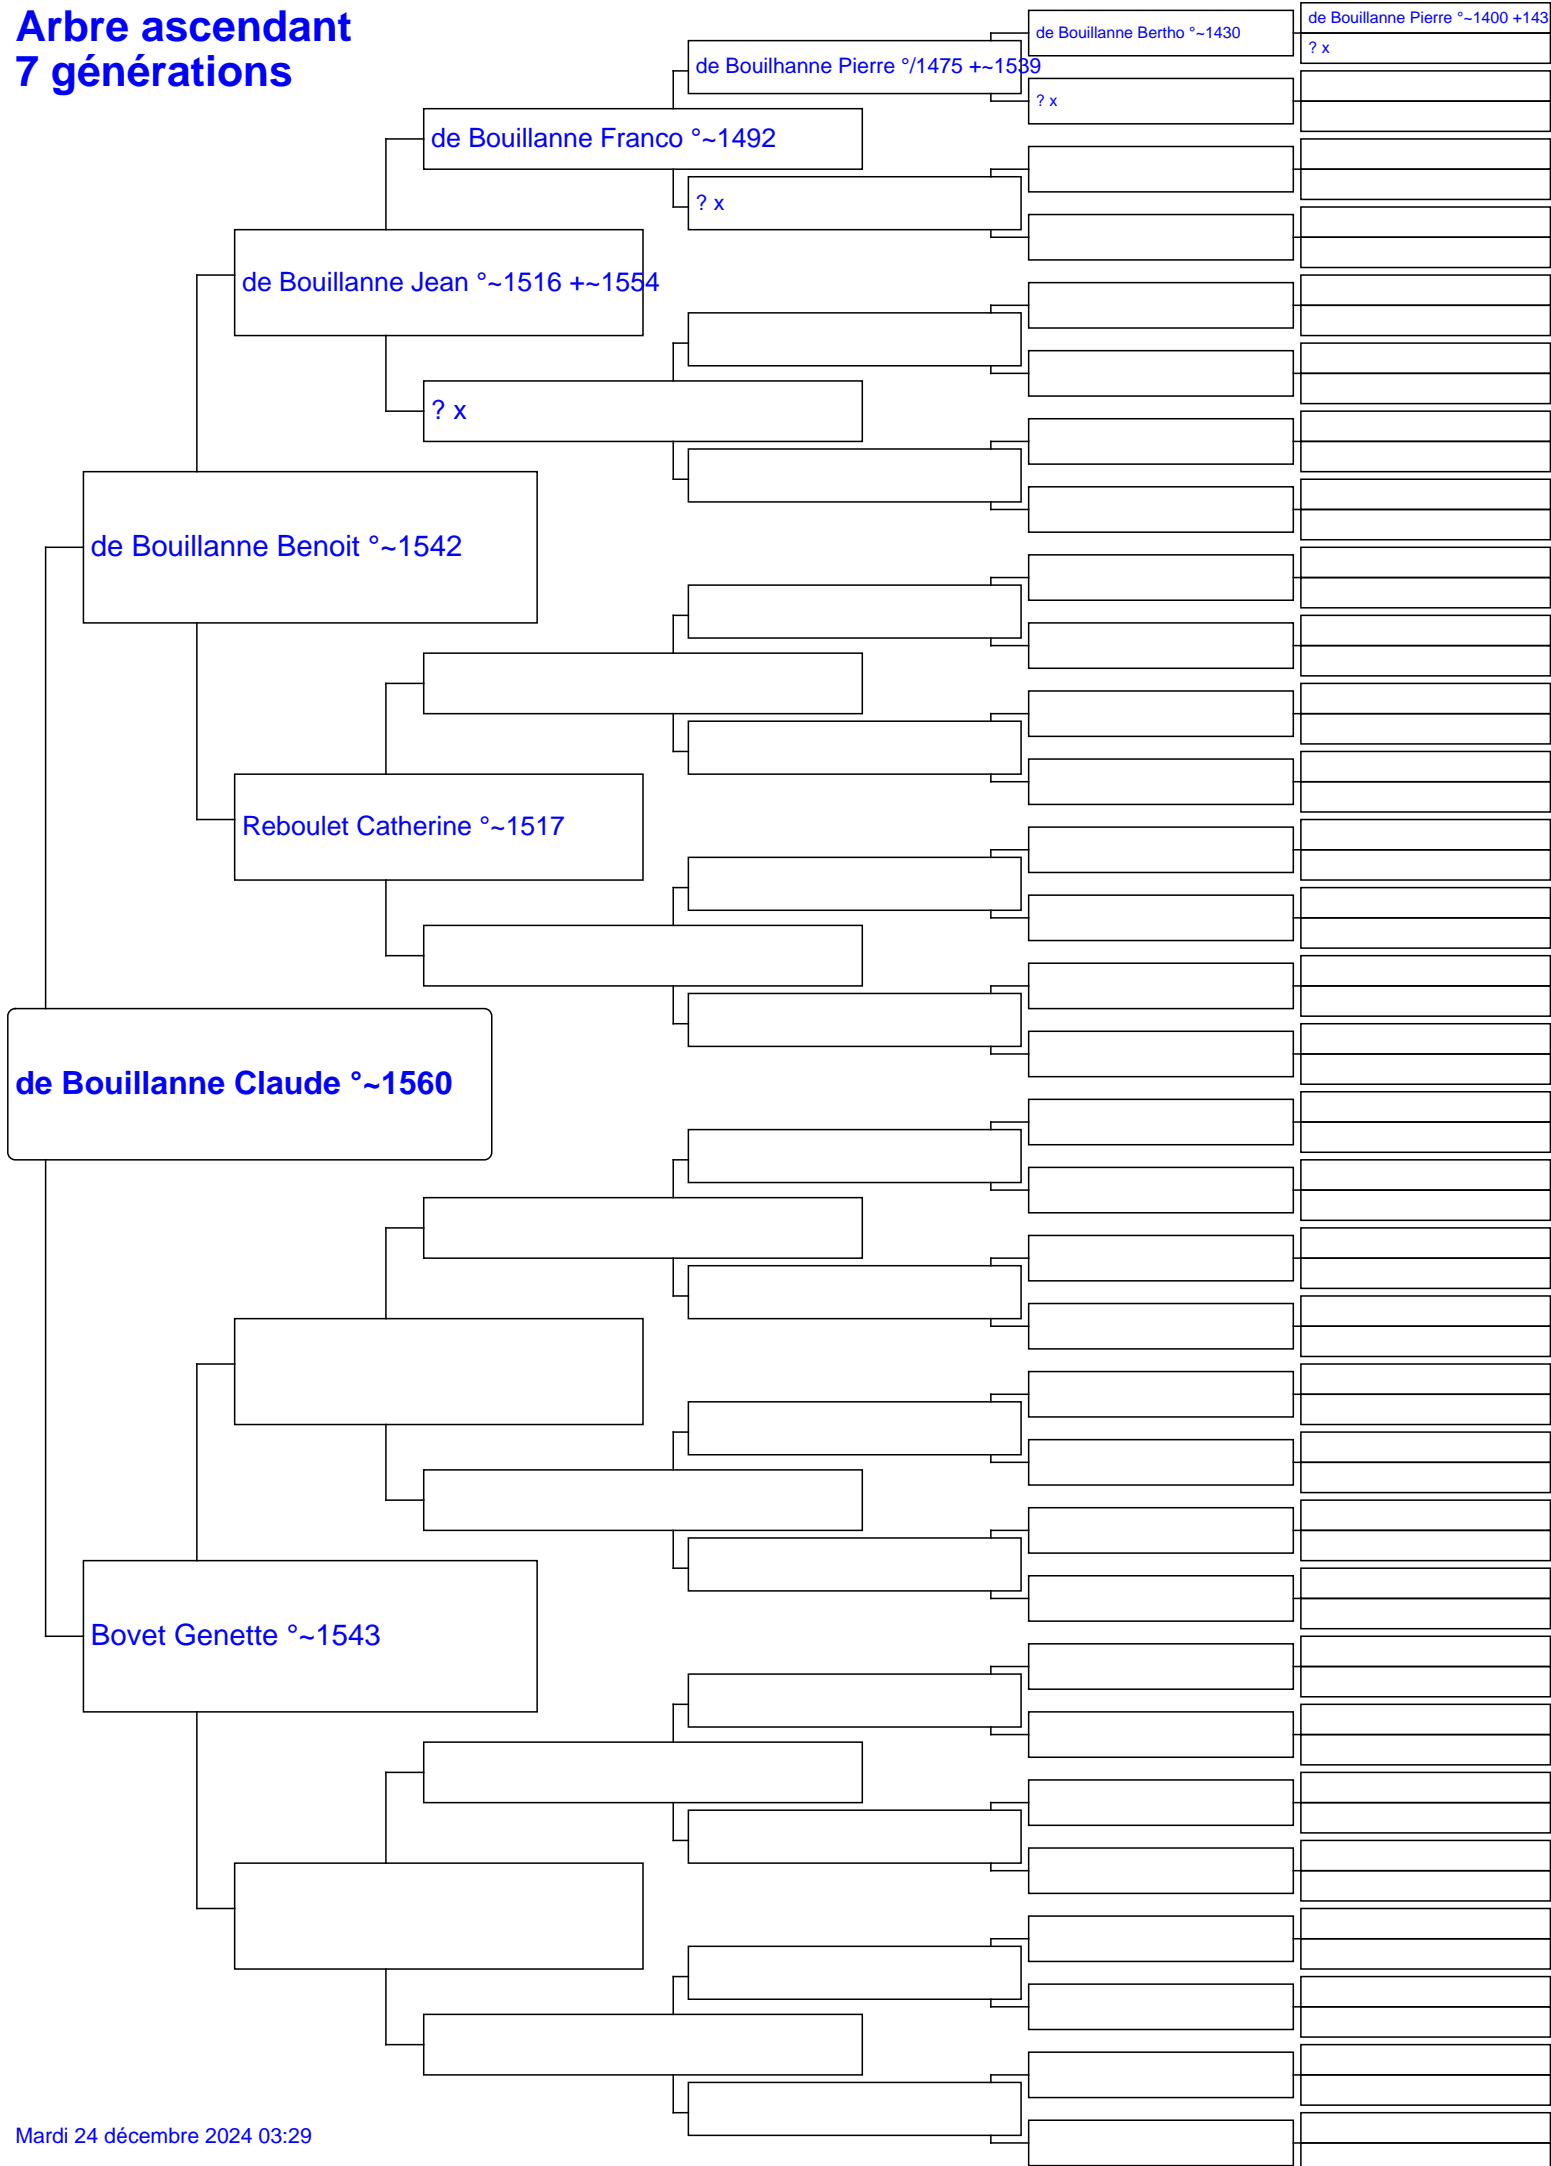 Arbre ascendant
7 générations
de Bouillanne Pierre °~1400 +143
de Bouillanne Bertho °~1430
? x
de Bouilhanne Pierre °/1475 +~1539
? x
de Bouillanne Franco °~1492
? x
de Bouillanne Jean °~1516 +~1554
? x
de Bouillanne Benoit °~1542
Reboulet Catherine °~1517
de Bouillanne Claude °~1560
Bovet Genette °~1543
Mardi 24 décembre 2024 03:29